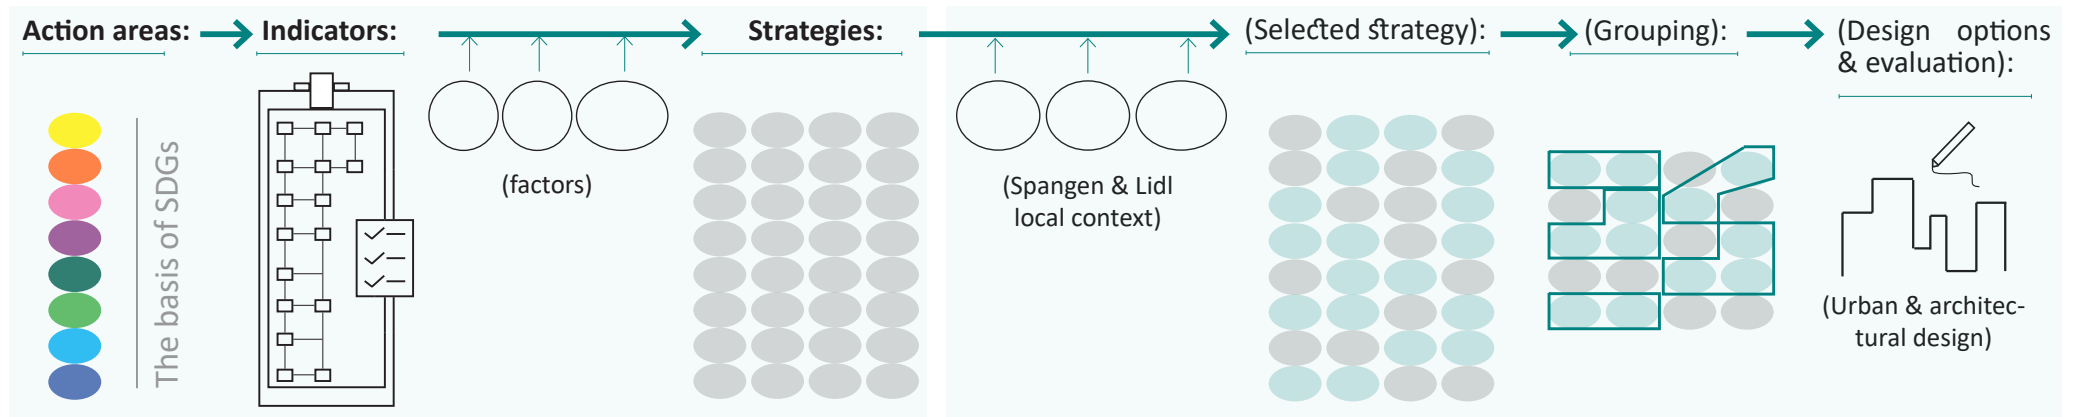 Action areas:
Indicators:
Strategies:
(Selected strategy):
(Grouping):
(Design options
& evaluation):
The basis of SDGs
(factors)
(Spangen & Lidl
local context)
(Urban & architec-
tural design)